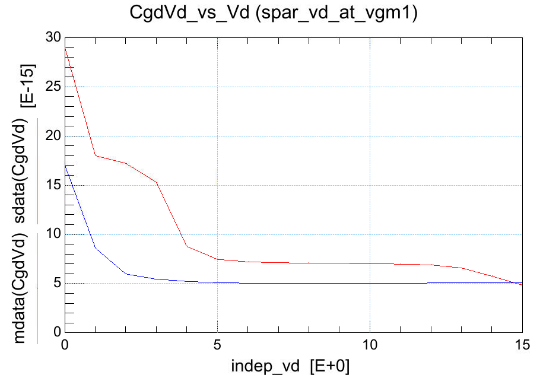 CgdVd_vs_Vd (spar_vd_at_vgm1)
30
25
20
15
10
5
0
mdata(CgdVd) sdata(CgdVd) [E-15]
0 5 10 15
indep_vd [E+0]